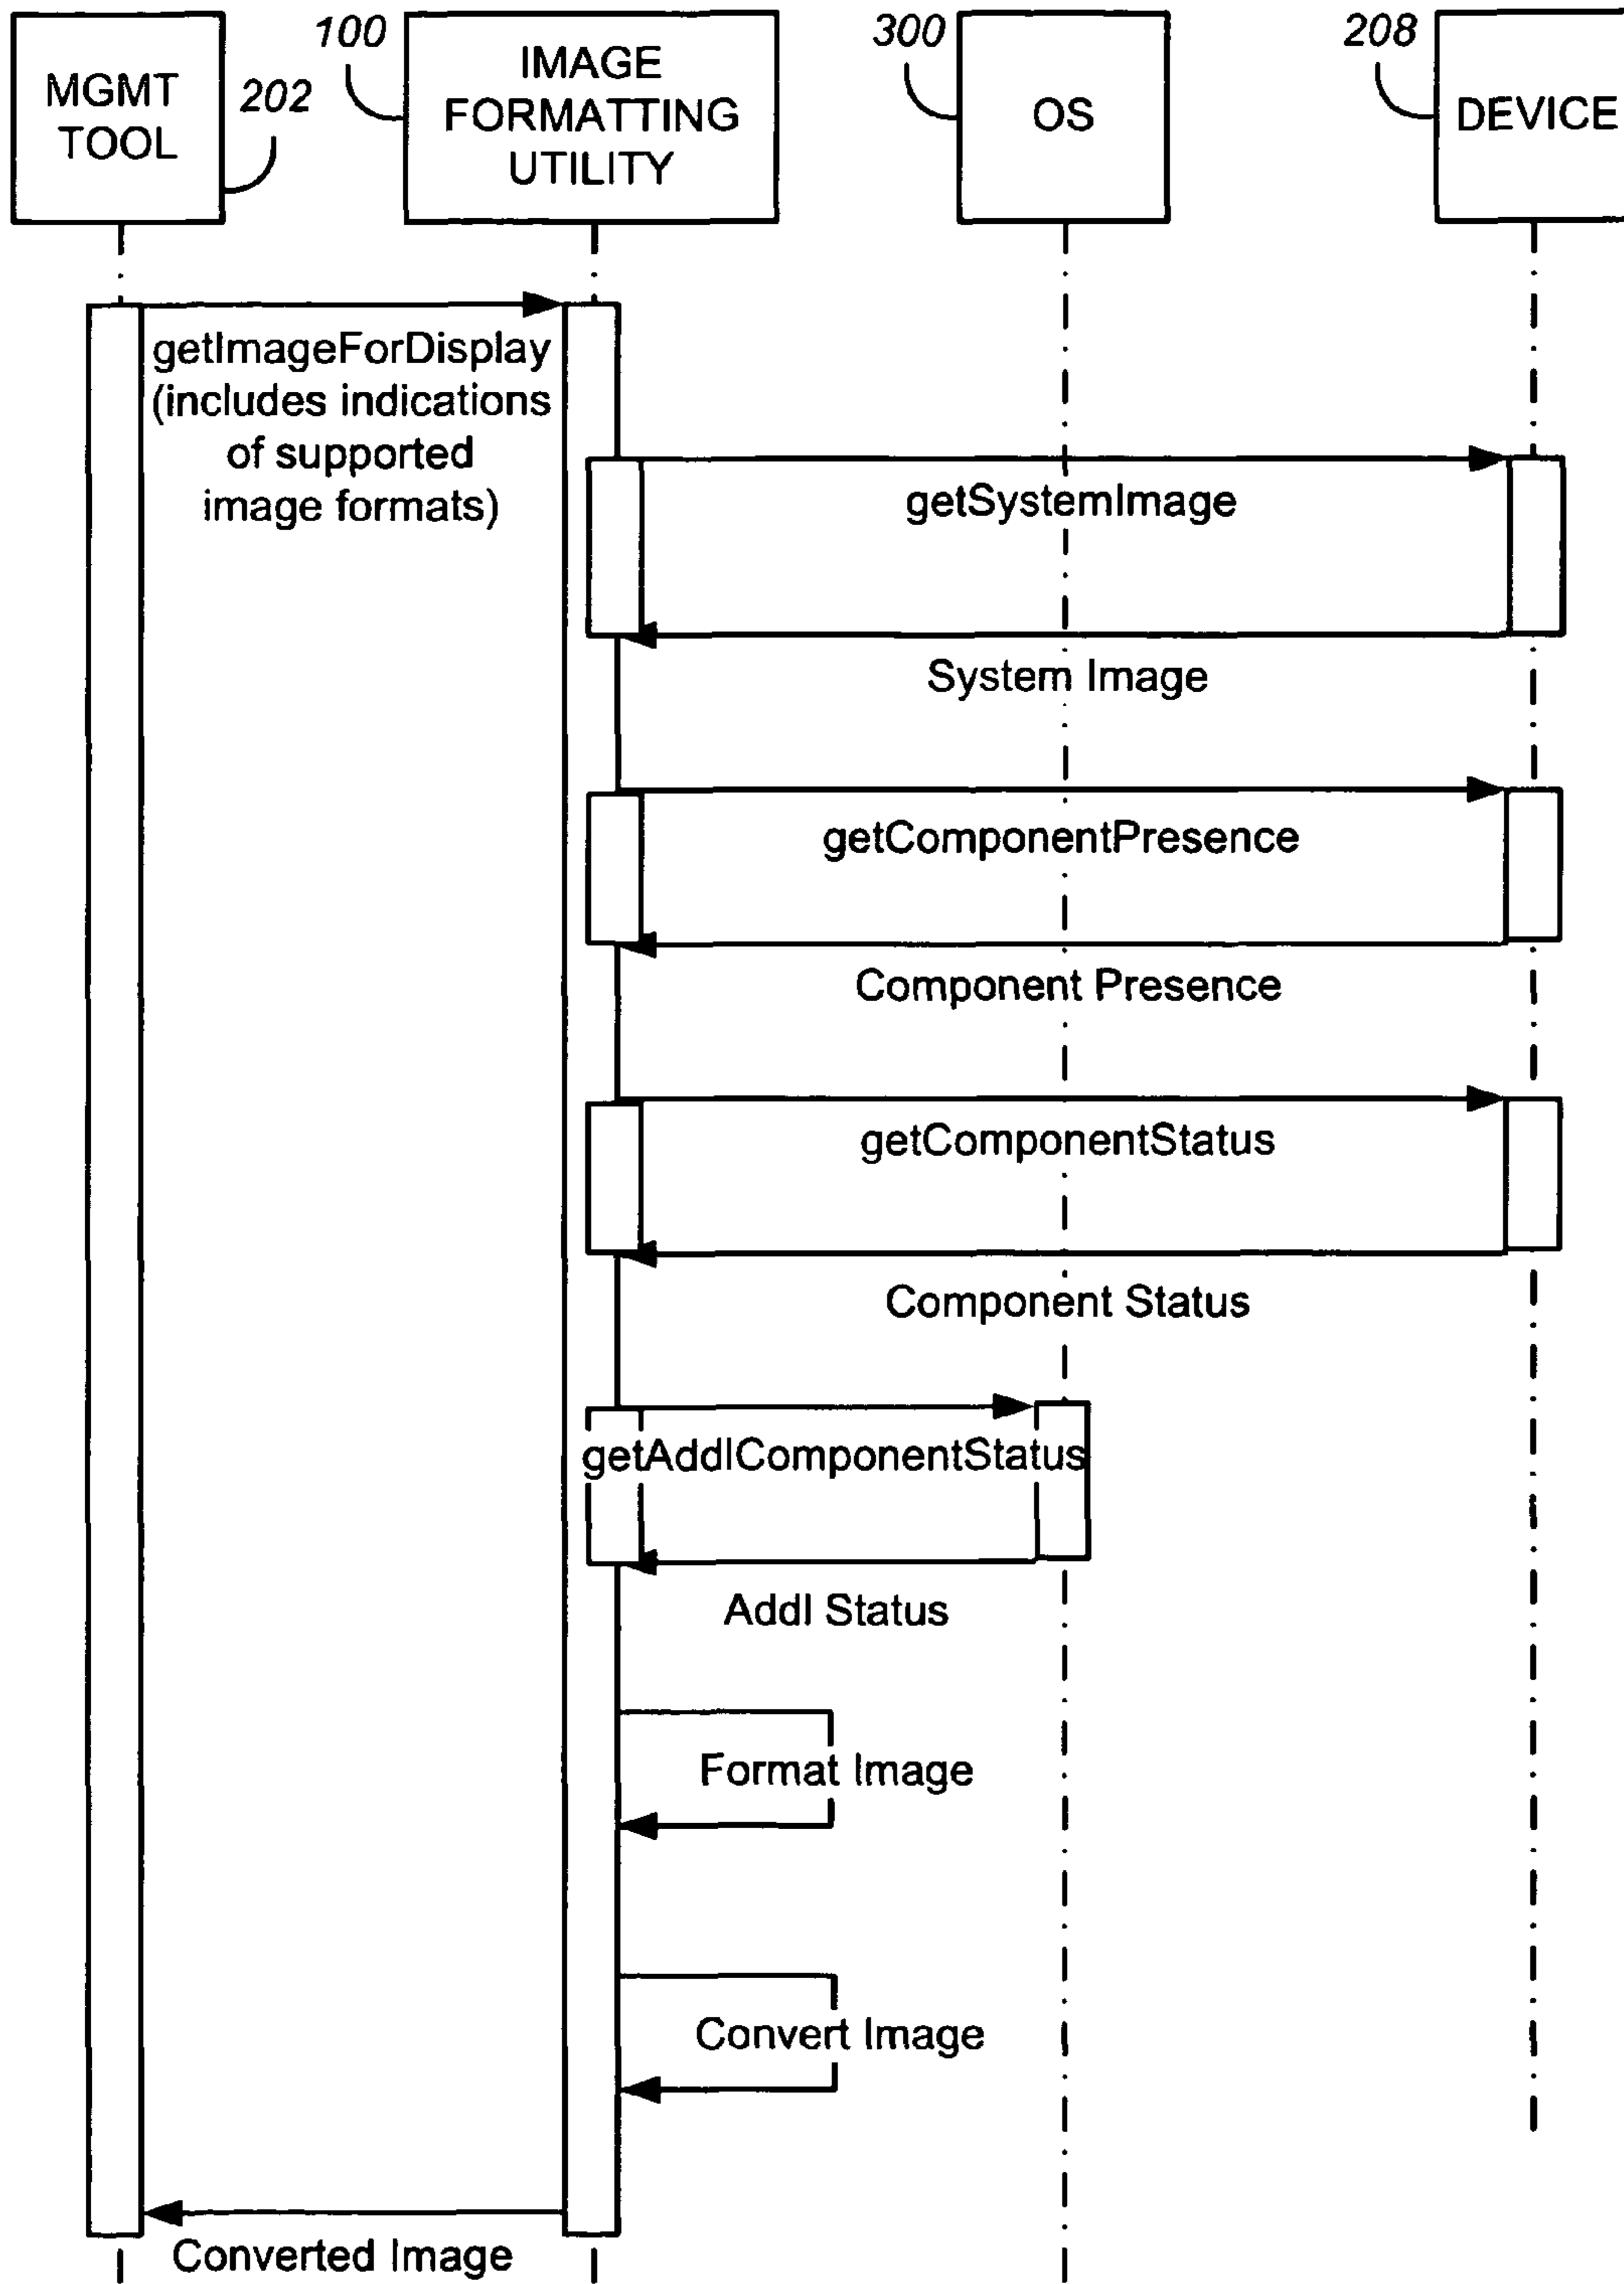 MGMT
TOOL
202
100
IMAGE
FORMATTING
UTILITY
300
OS
208
DEVICE
getImageForDisplay
(includes indications
of supported
image formats)
getSystemImage
System Image
getComponentPresence
Component Presence
getComponentStatus
Component Status
getAddlComponentStatus
Addl Status
Format Image
Convert Image
Converted Image